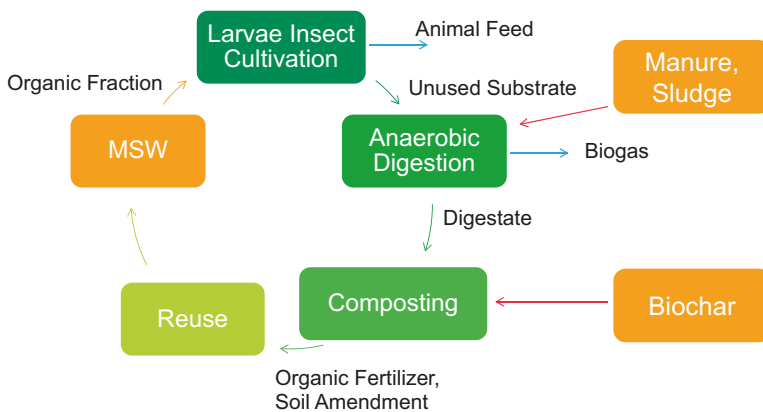 Larvae Insect
Cultivation
Animal Feed
Organic Fraction
Unused Substrate
Manure,
Sludge
MSW
Anaerobic
Digestion
Biogas
Digestate
Reuse
Composting
Biochar
Organic Fertilizer,
Soil Amendment